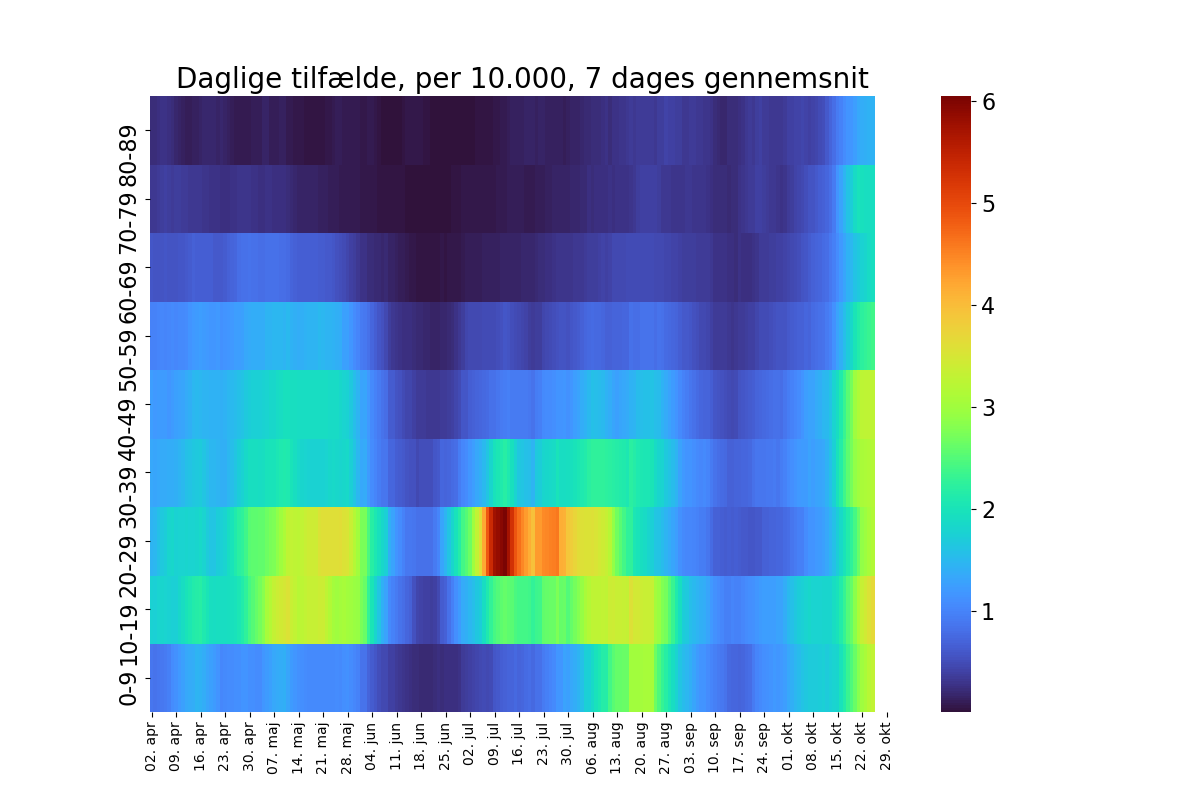 Daglige tilfælde, per 10.000, 7 dages gennemsnit
80-89
70-79
60-69
50-59
40-49
30-39
20-29
10-19
0-9
6
5
4
3
2
1
02. apr
09. apr
16. apr
23. apr
30. apr
07. maj
14. maj
21. maj
28. maj
04. jun
11. jun
18. jun
25. jun
02. jul
09. jul
16. jul
23. jul
30. jul
06. aug
13. aug
20. aug
27. aug
03. sep
10. sep
17. sep
24. sep
01. okt
08. okt
15. okt
22. okt
29. okt